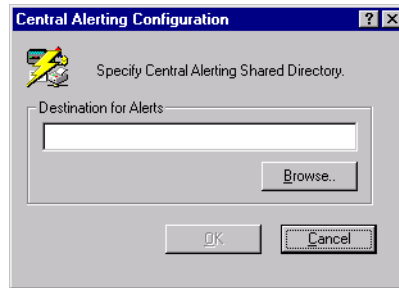 Central Alerting Configuration
Specify Central Alerting Shared Directory.
Destination for Alerts
Browse..
OK
Cancel